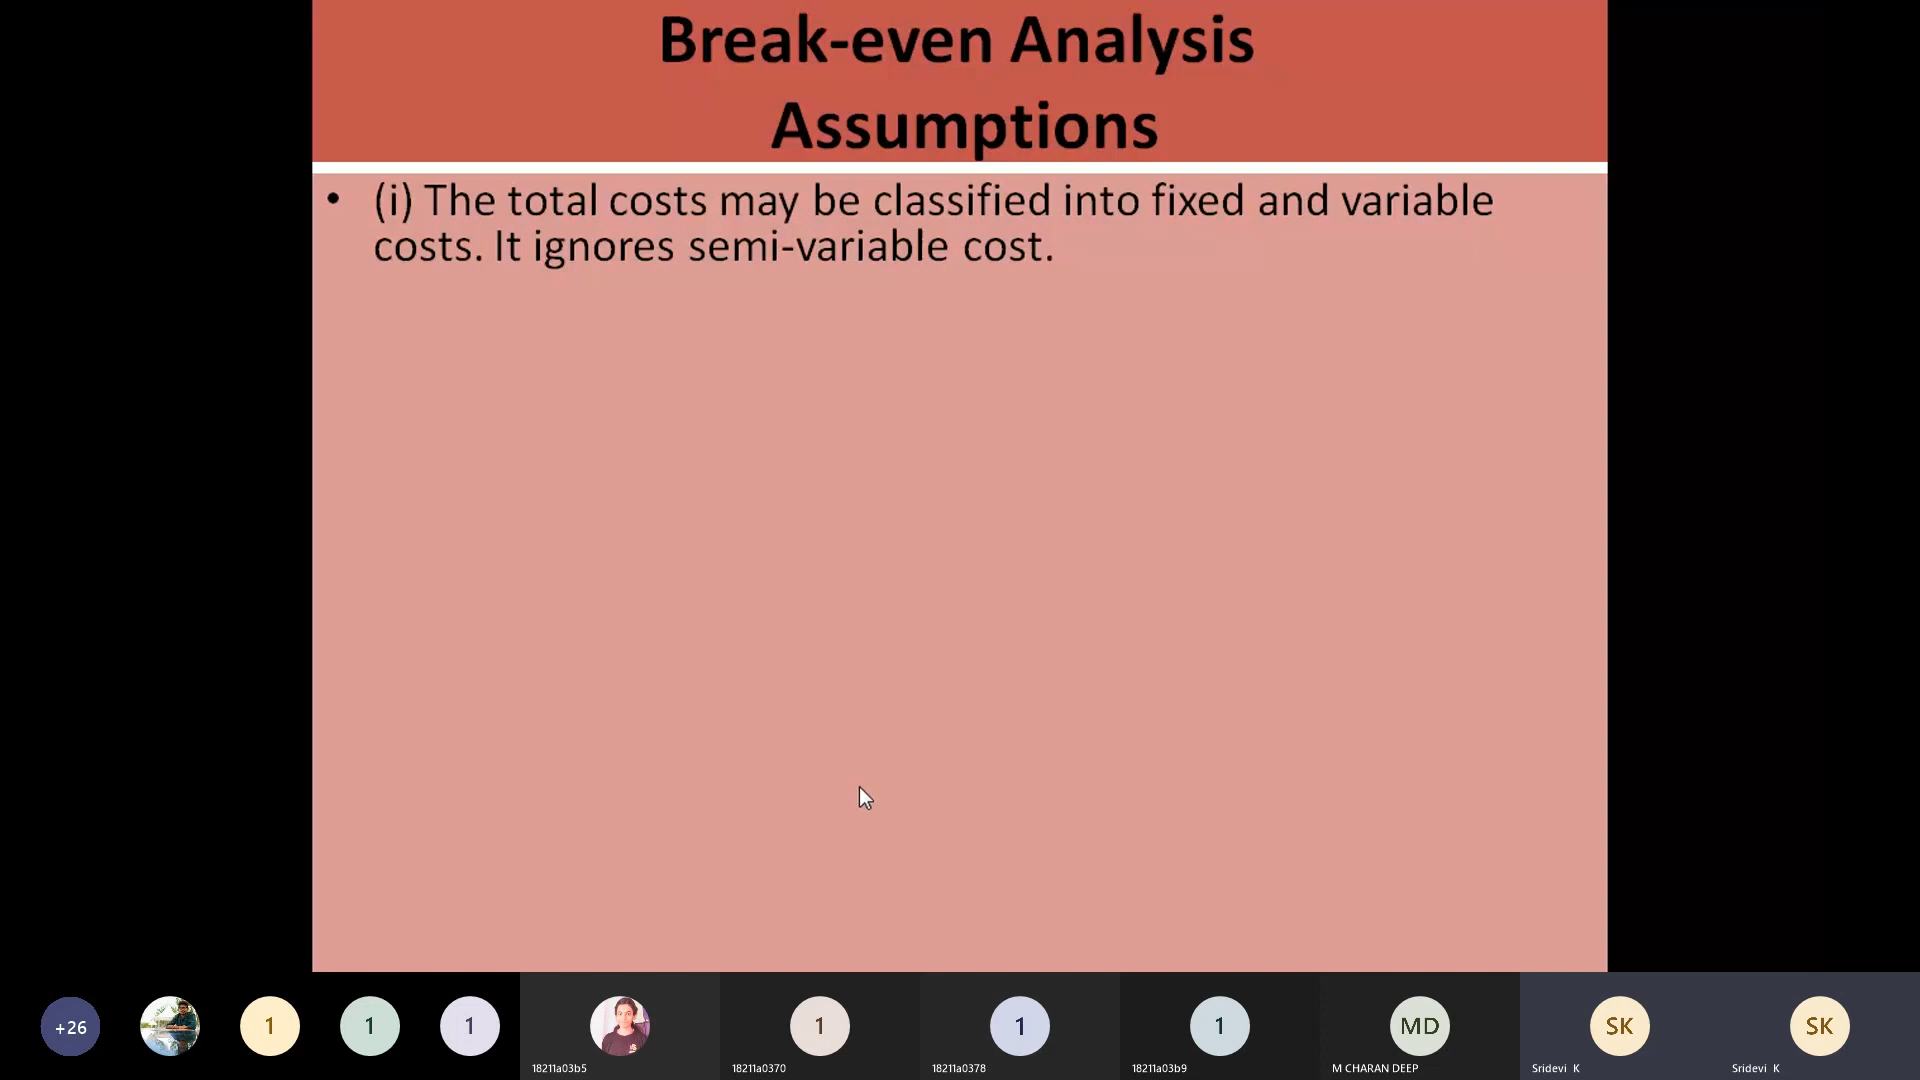 Break-even Analysis
Assumptions
• (i) The total costs may be classified into fixed and variable
costs. It ignores semi-variable cost.
+26
1
1
1
1
1
1
MD
SK
SK
18211a03b5
18211a0370
18211a0378
18211a03b9
M CHARAN DEEP
Sridevi K
Sridevi K